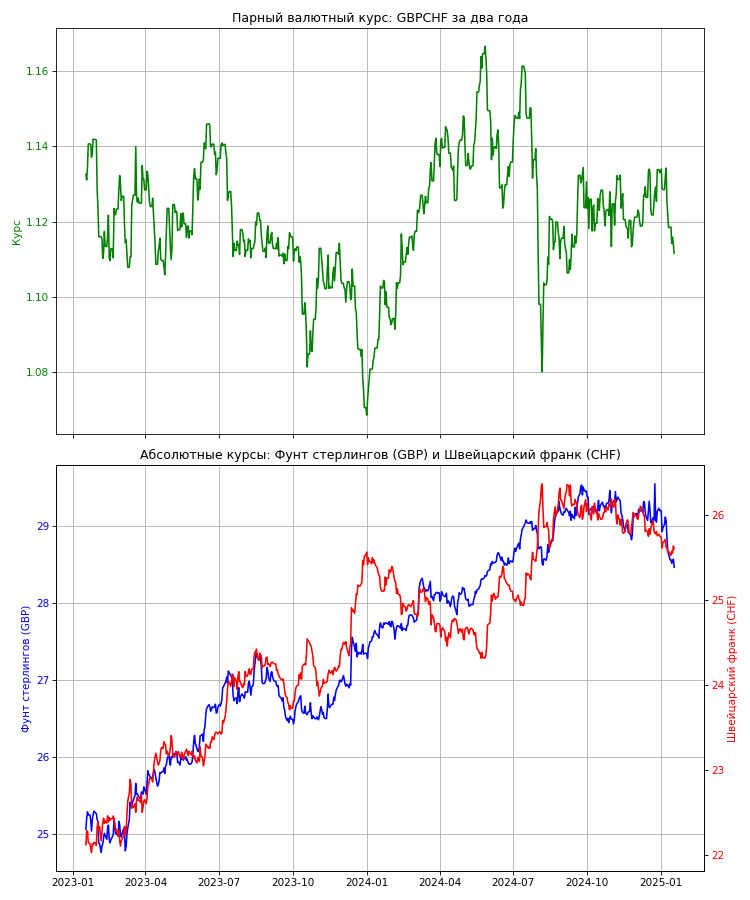 Парный валютный курс: GBPCHF за два года
1.16
1.14
1.12
1.10
1.08
Курс
Абсолютные курсы: Фунт стерлингов (GBP) и Швейцарский франк (CHF)
29
28
27
26
25
Фунт стерлингов (GBP)
26
25
24
23
22
Швейцарский франк (CHF)
2023-01 2023-04 2023-07 2023-10 2024-01 2024-04 2024-07 2024-10 2025-01